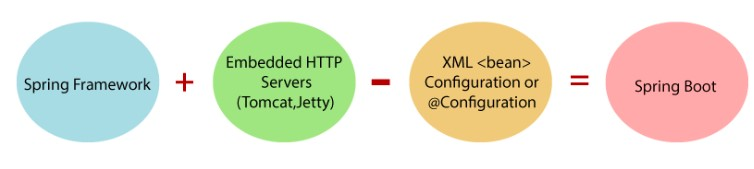 Spring Framework
+
Embedded HTTP
Servers
(Tomcat,Jetty)
-
XML <bean>
Configuration or
@Configuration
=
Spring Boot